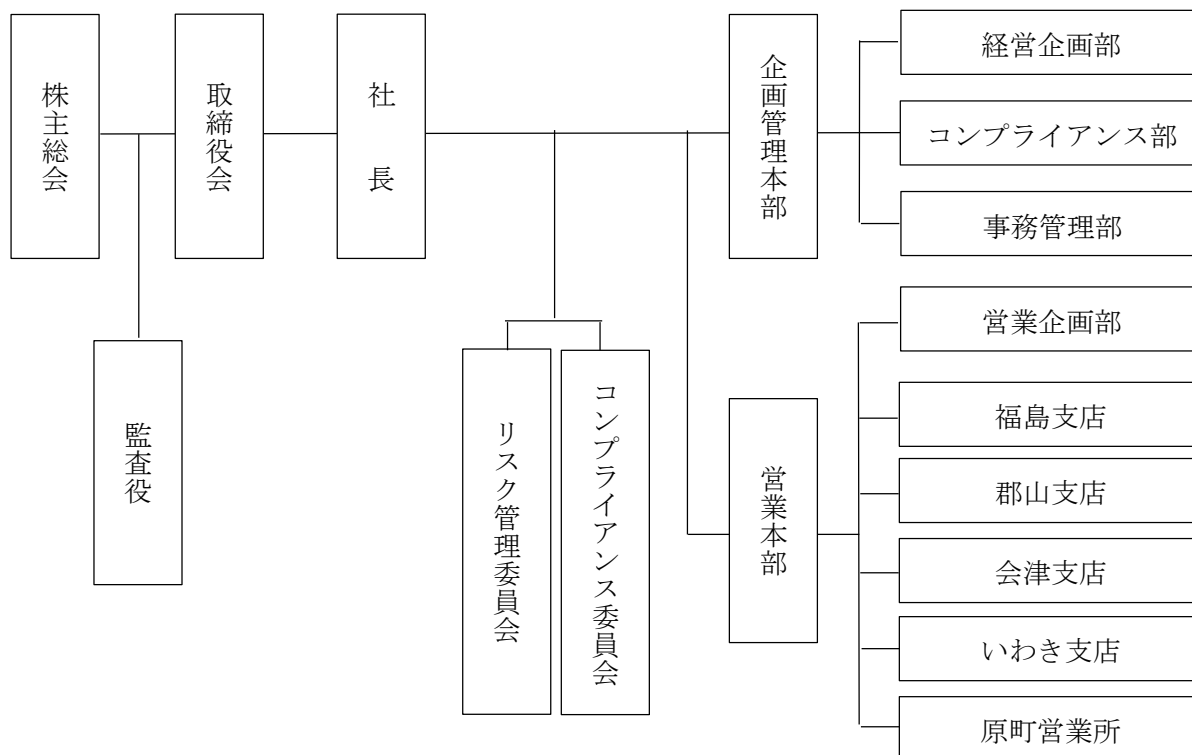 株主総会
取締役会
社長
監査役
リスク管理委員会
コンプライアンス委員会
企画管理本部
経営企画部
コンプライアンス部
事務管理部
営業本部
営業企画部
福島支店
郡山支店
会津支店
いわき支店
原町営業所